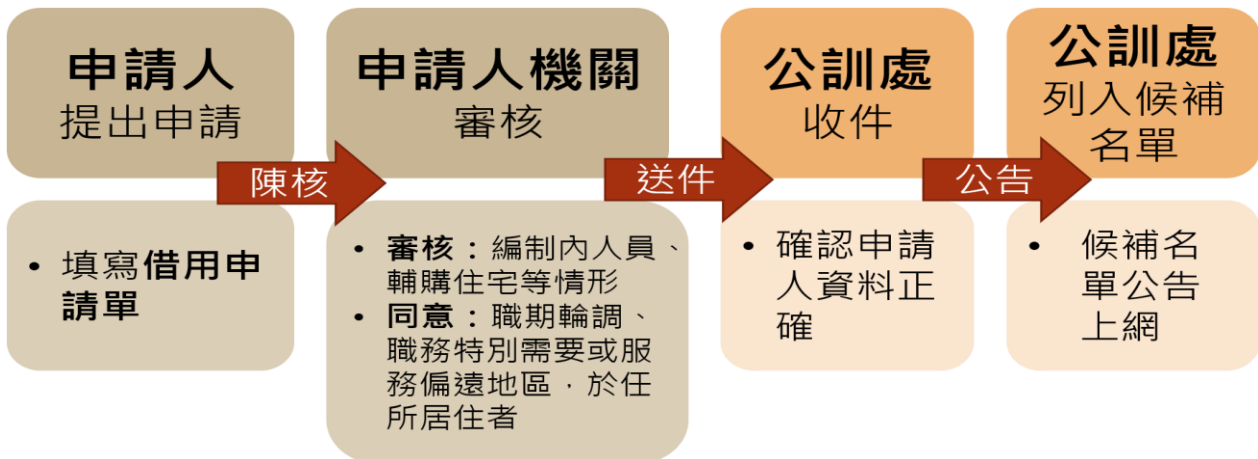 申請人
提出申請
陳核
申請人機關
審核
送件
公訓處
收件
公告
公訓處
列入候補
名單
• 填寫借用申
請單
• 審核：編制內人員、
輔購住宅等情形
• 同意：職期輪調、
職務特別需要或服
務偏遠地區，於任
所居住者
• 確認申請
人資料正
確
• 候補名
單公告
上網